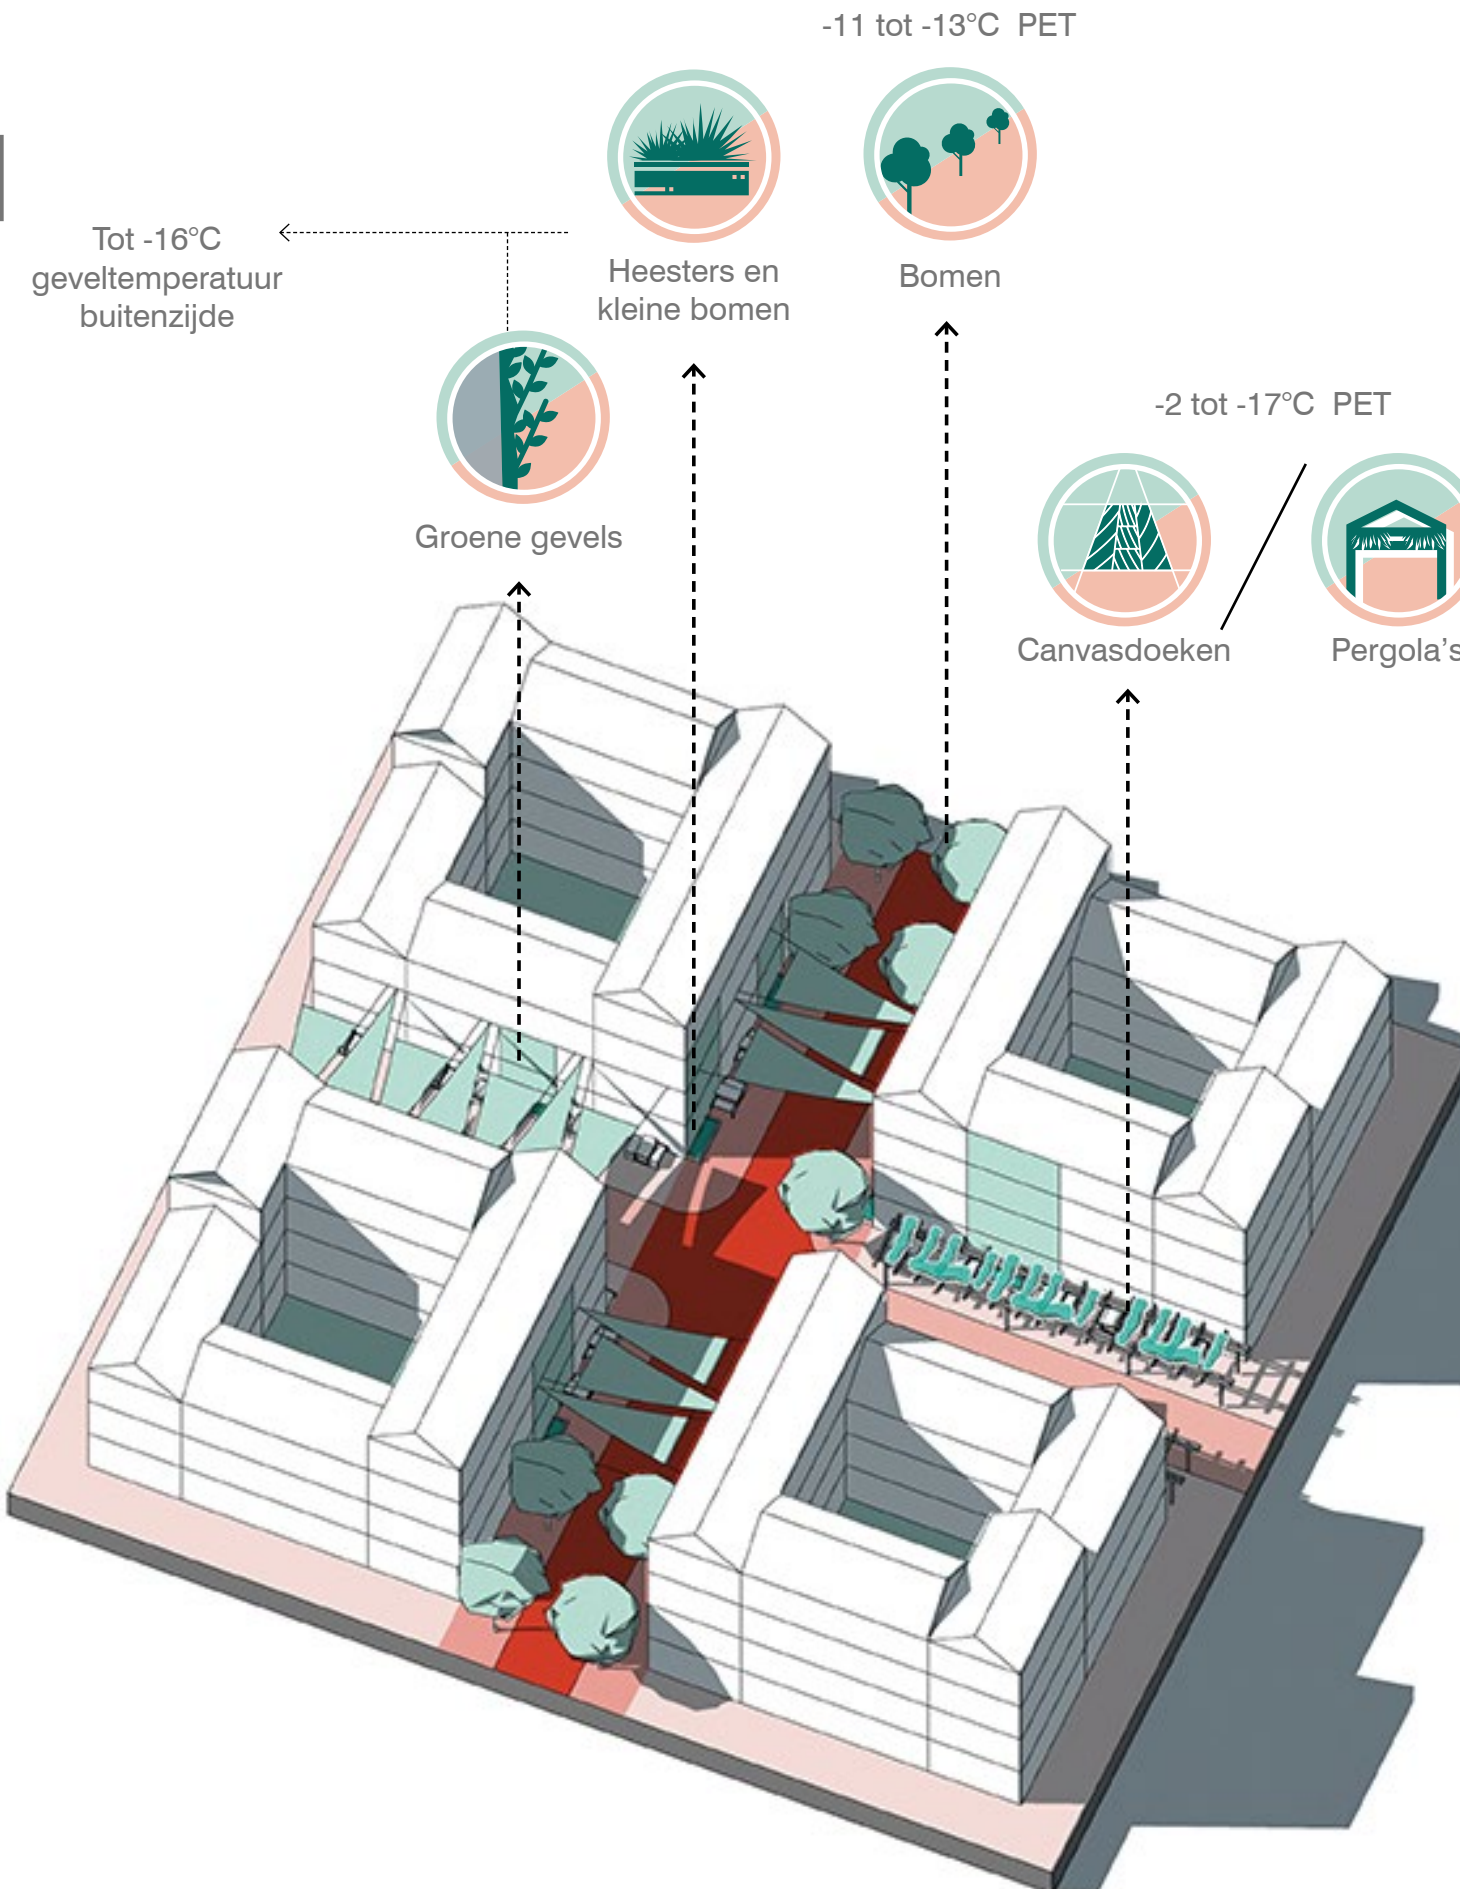 -11 tot -13°C PET
Tot -16°C
geveltemperatuur
buitenzijde
Heesters en
kleine bomen
Bomen
Groene gevels
-2 tot -17°C PET
Canvasdoeken
Pergola's